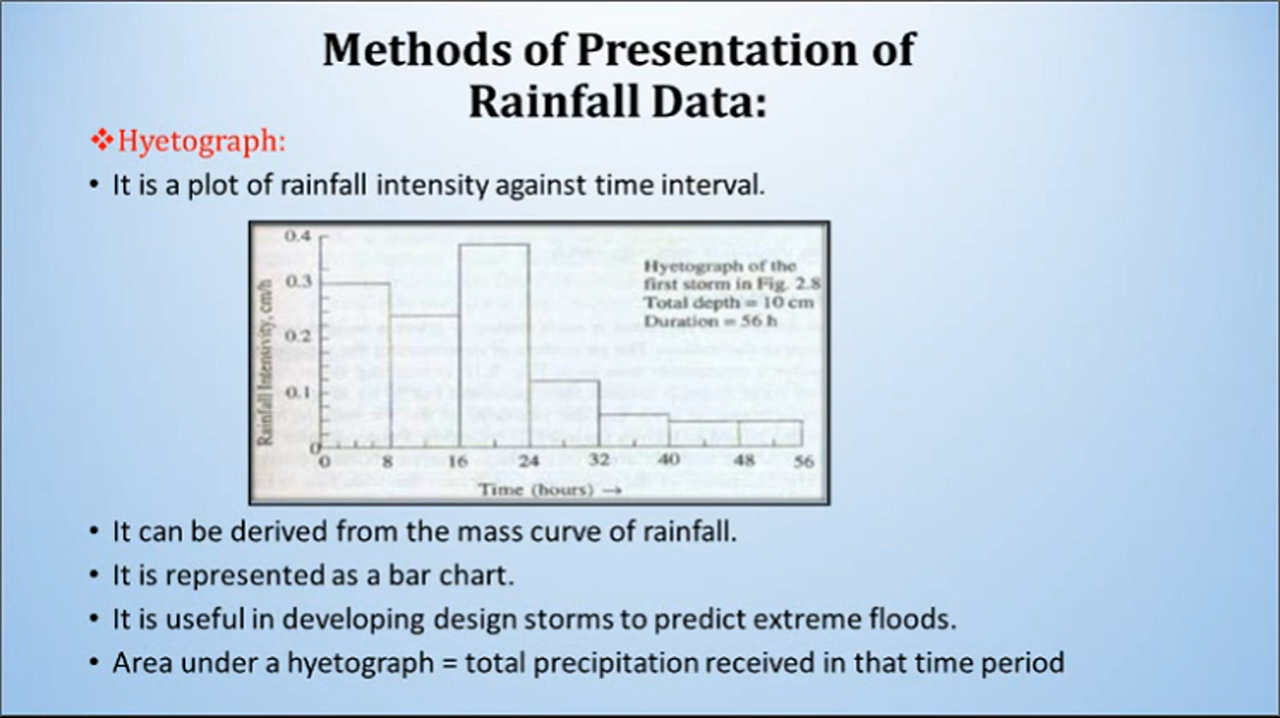 Methods of Presentation of
Rainfall Data:
❖Hyetograph:
• It is a plot of rainfall intensity against time interval.
0.4
0.3
0.2
0.1
0
Rainfall Intensivity, cm/h
Hyetograph of the
first storm in Fig. 2.8
Total depth = 10 cm
Duration = 56 h
0 8 16 24 32 40 48 56
Time (hours) →
• It can be derived from the mass curve of rainfall.
• It is represented as a bar chart.
• It is useful in developing design storms to predict extreme floods.
• Area under a hyetograph = total precipitation received in that time period